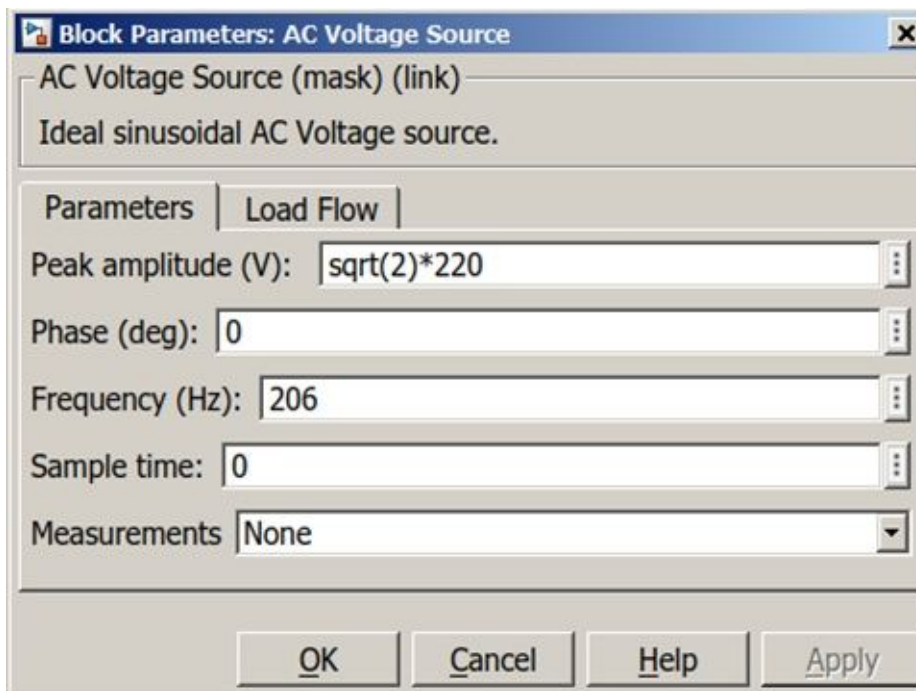 Block Parameters: AC Voltage Source
AC Voltage Source (mask) (link)
Ideal sinusoidal AC Voltage source.
Parameters Load Flow
Peak amplitude (V): sqrt(2)*220
Phase (deg): 0
Frequency (Hz): 206
Sample time: 0
Measurements None
OK Cancel Help Apply